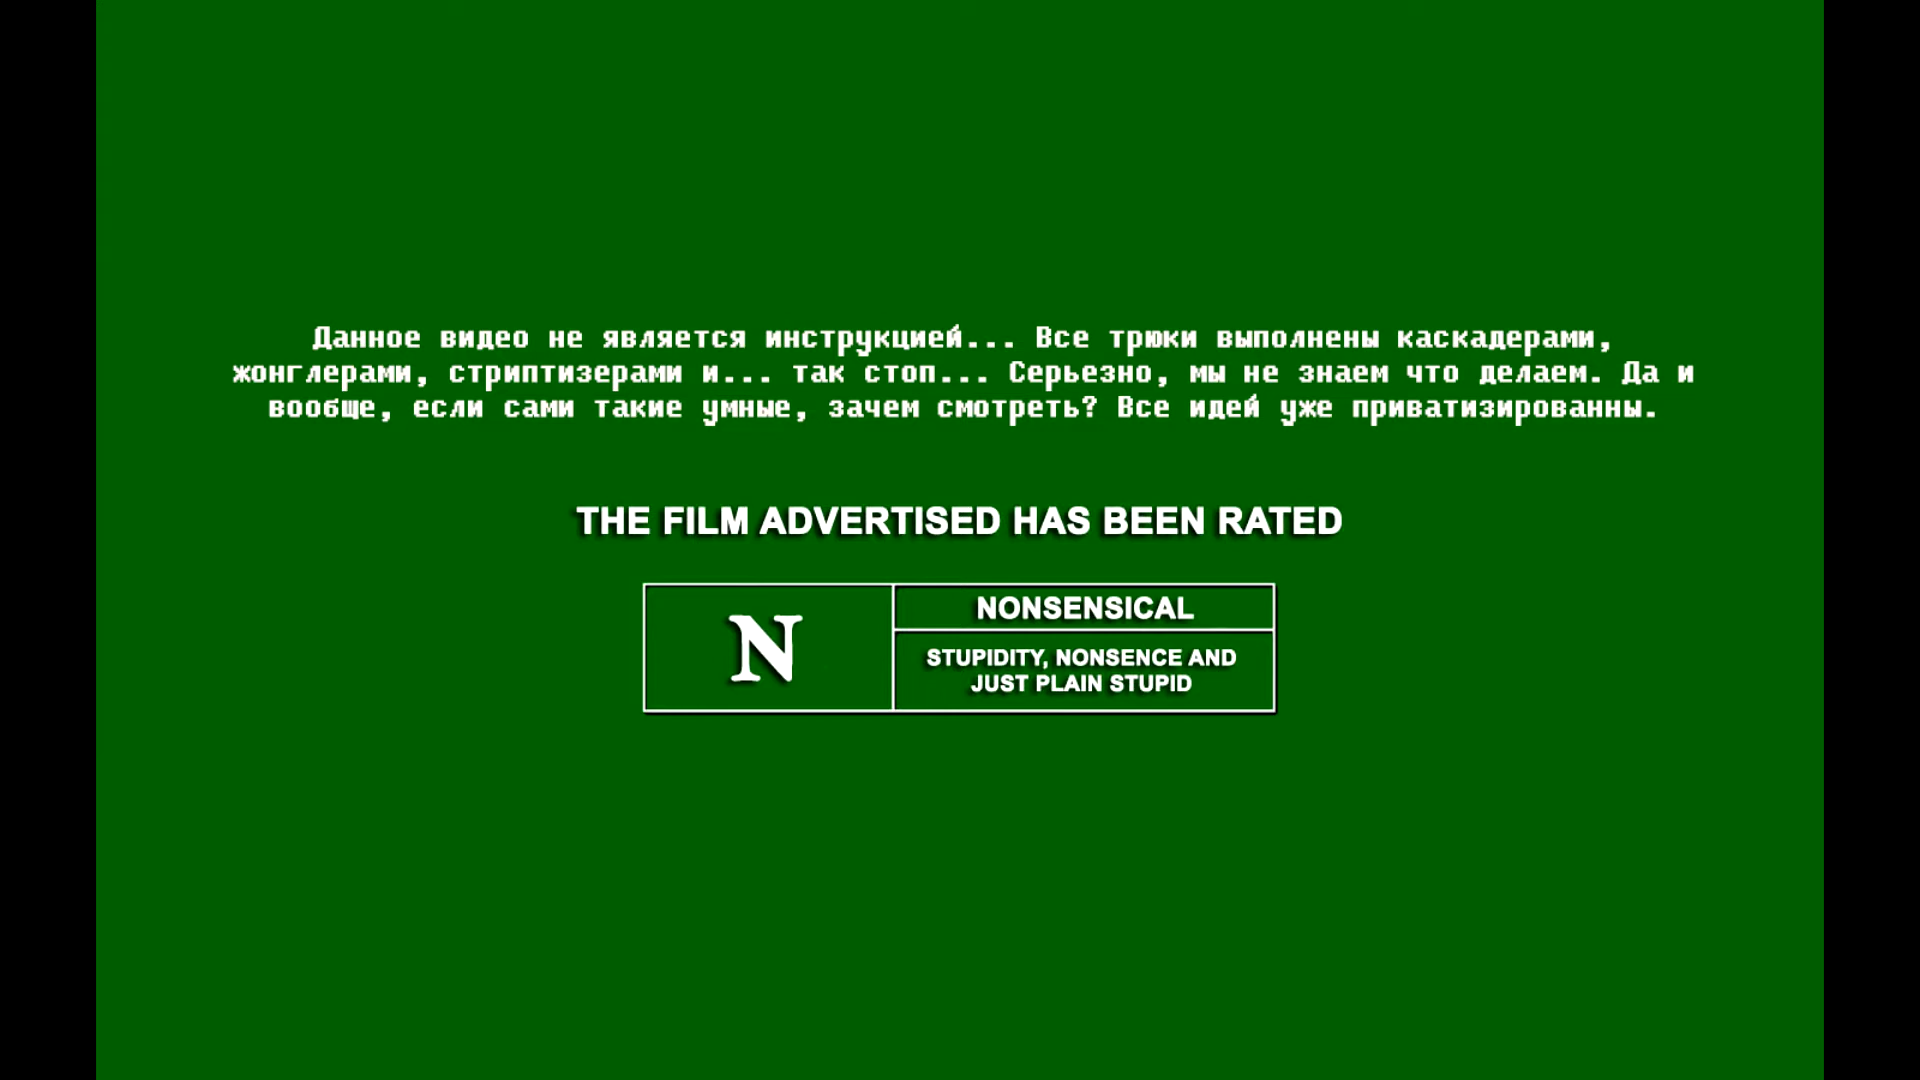 Данное видео не является инструкцией... Все трюки выполнены каскадерами,
жонглерами, стриптизерами и... так стоп... Серьезно, мы не знаем что делаем. Да и
вообще, если сами такие умные, зачем смотреть? Все идей уже приватизированны.
THE FILM ADVERTISED HAS BEEN RATED
N
NONSENSICAL
STUPIDITY, NONSENCE AND
JUST PLAIN STUPID